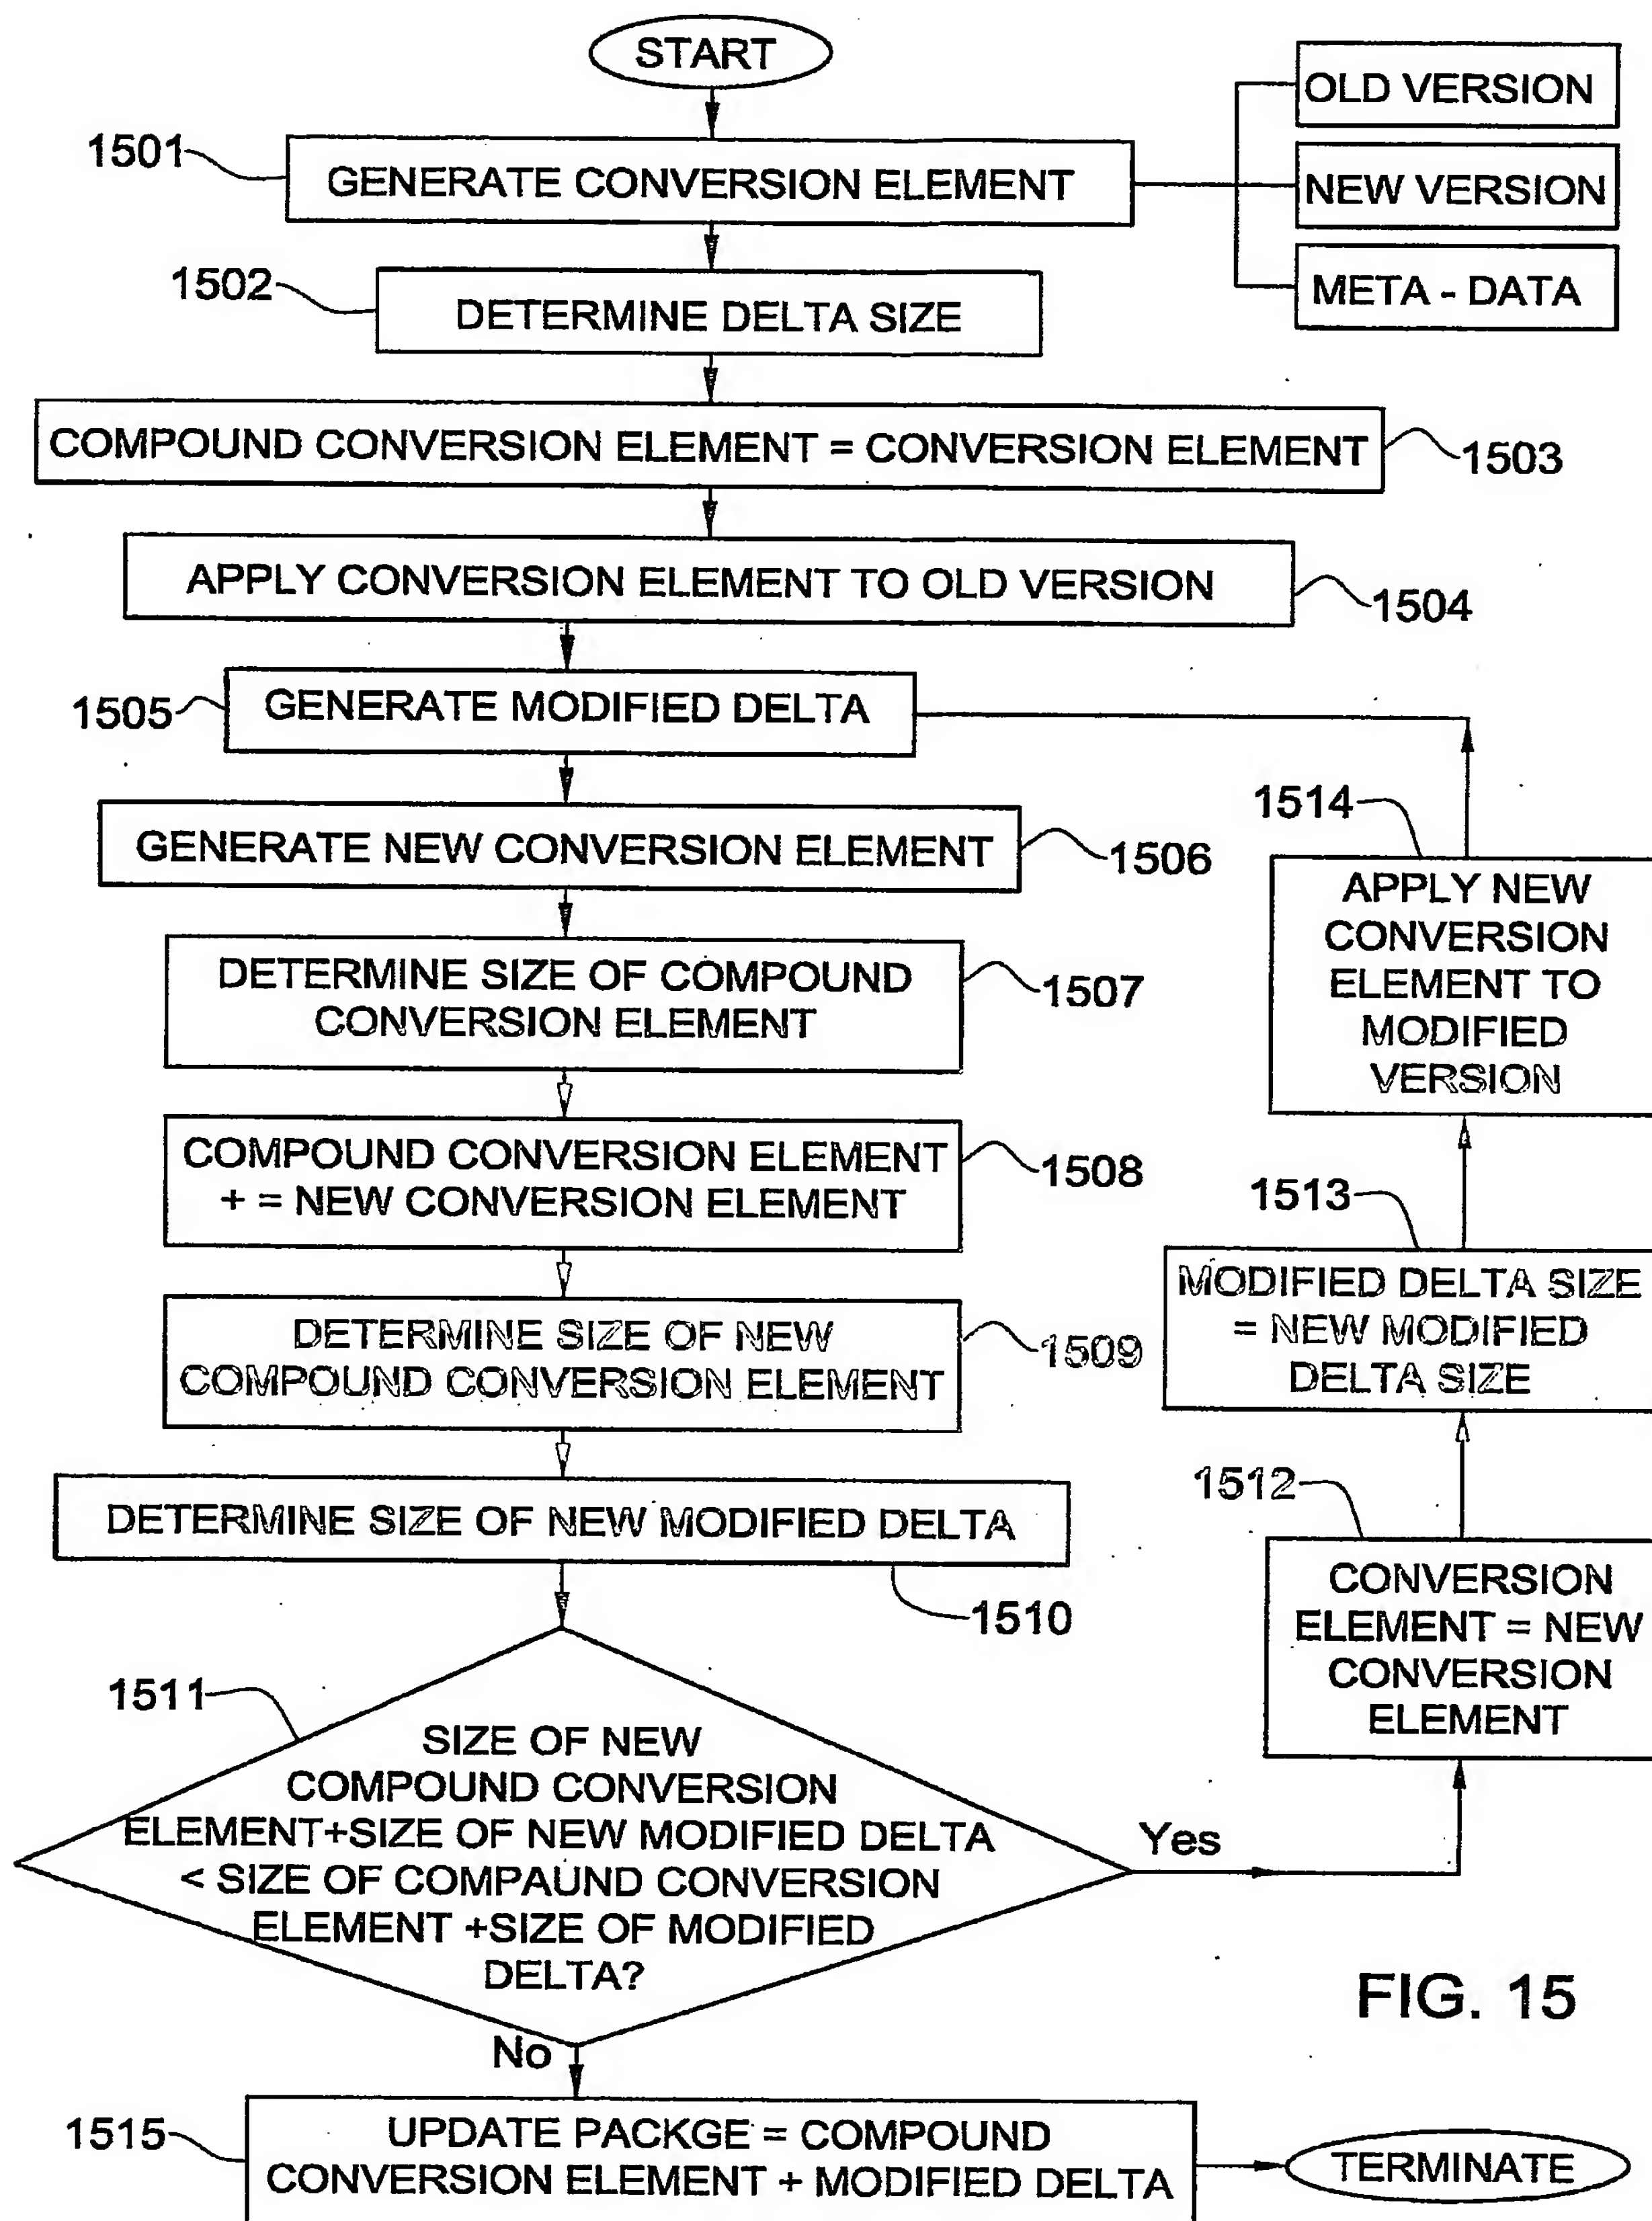 START
OLD VERSION
1501
GENERATE CONVERSION ELEMENT
NEW VERSION
META - DATA
1502
DETERMINE DELTA SIZE
COMPOUND CONVERSION ELEMENT = CONVERSION ELEMENT
1503
APPLY CONVERSION ELEMENT TO OLD VERSION
1504
1505
GENERATE MODIFIED DELTA
GENERATE NEW CONVERSION ELEMENT
1506
DETERMINE SIZE OF COMPOUND
CONVERSION ELEMENT
1507
COMPOUND CONVERSION ELEMENT
+ = NEW CONVERSION ELEMENT
1508
DETERMINE SIZE OF NEW
COMPOUND CONVERSION ELEMENT
1509
DETERMINE SIZE OF NEW MODIFIED DELTA
1510
1511
SIZE OF NEW
COMPOUND CONVERSION
ELEMENT+SIZE OF NEW MODIFIED DELTA
< SIZE OF COMPAUND CONVERSION
ELEMENT +SIZE OF MODIFIED
DELTA?
Yes
1512
CONVERSION
ELEMENT = NEW
CONVERSION
ELEMENT
1513
MODIFIED DELTA SIZE
= NEW MODIFIED
DELTA SIZE
1514
APPLY NEW
CONVERSION
ELEMENT TO
MODIFIED
VERSION
No
1515
UPDATE PACKGE = COMPOUND
CONVERSION ELEMENT + MODIFIED DELTA
TERMINATE
FIG. 15